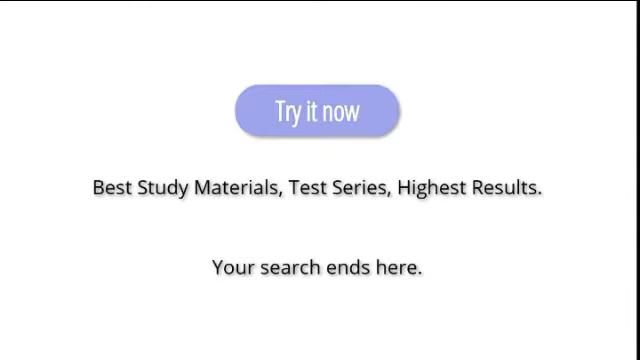 Try it now
Best Study Materials, Test Series, Highest Results.
Your search ends here.